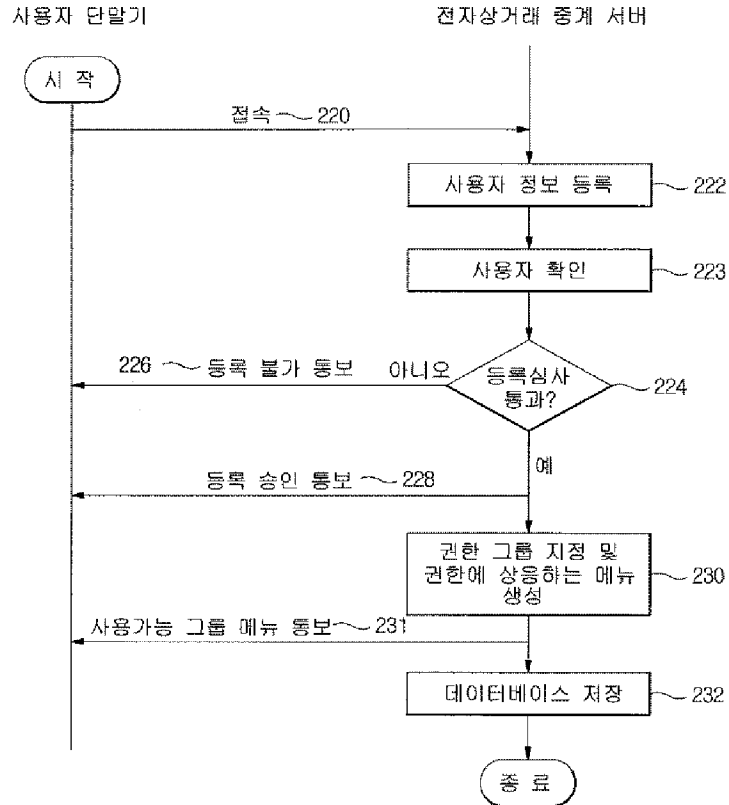 사용자 단말기
전자상거래 중계 서버
시 작
접속 220
사용자 정보 등록 222
사용자 확인 223
226 등록 불가 통보 아니오
등록심사
통과?
224
예
등록 승인 통보 228
권한 그룹 지정 및
권한에 상응하는 메뉴
생성
230
사용가능 그룹 메뉴 통보 231
데이터베이스 저장 232
종 료